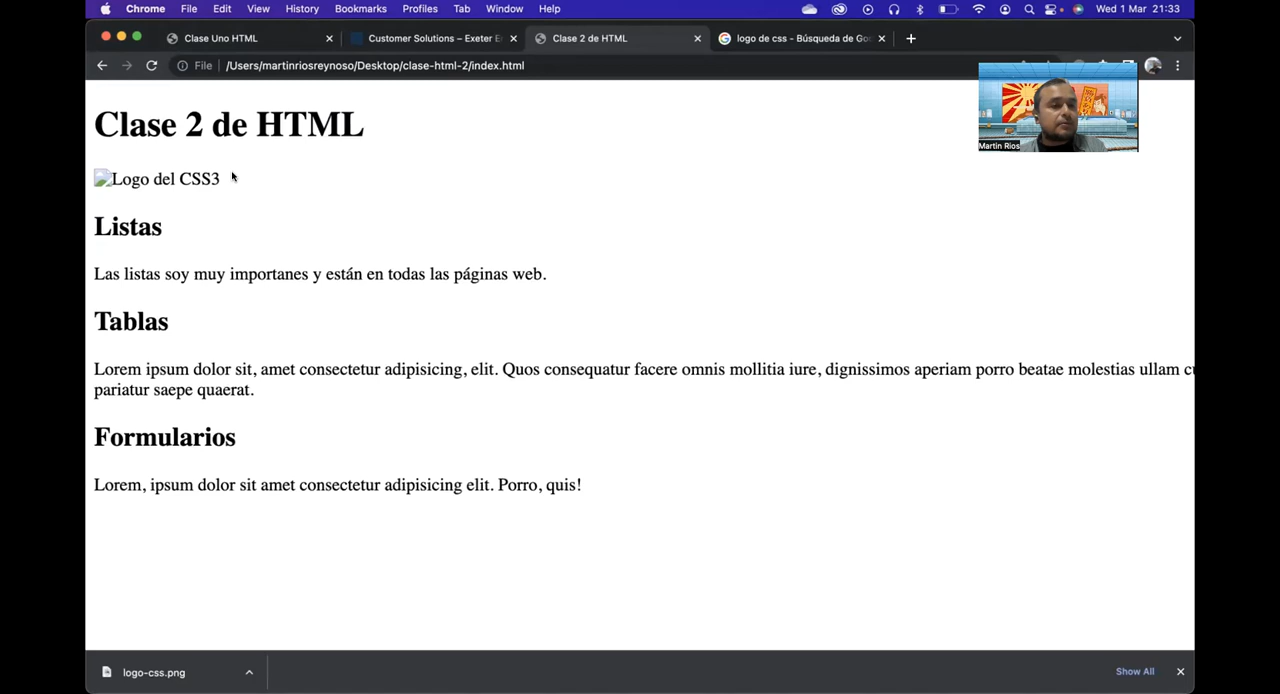 Chrome File Edit View History Bookmarks Profiles Tab Window Help Wed 1 Mar 21:33
Clase Uno HTML Customer Solutions – Exeter E Clase 2 de HTML logo de css - Búsqueda de Goo
File /Users/martinriosreynoso/Desktop/clase-html-2/index.html
Clase 2 de HTML
Martin Rios
Logo del CSS3
Listas
Las listas soy muy importanes y están en todas las páginas web.
Tablas
Lorem ipsum dolor sit, amet consectetur adipisicing, elit. Quos consequatur facere omnis mollitia iure, dignissimos aperiam porro beatae molestias ullam cu
pariatur saepe quaerat.
Formularios
Lorem, ipsum dolor sit amet consectetur adipisicing elit. Porro, quis!
logo-css.png Show All